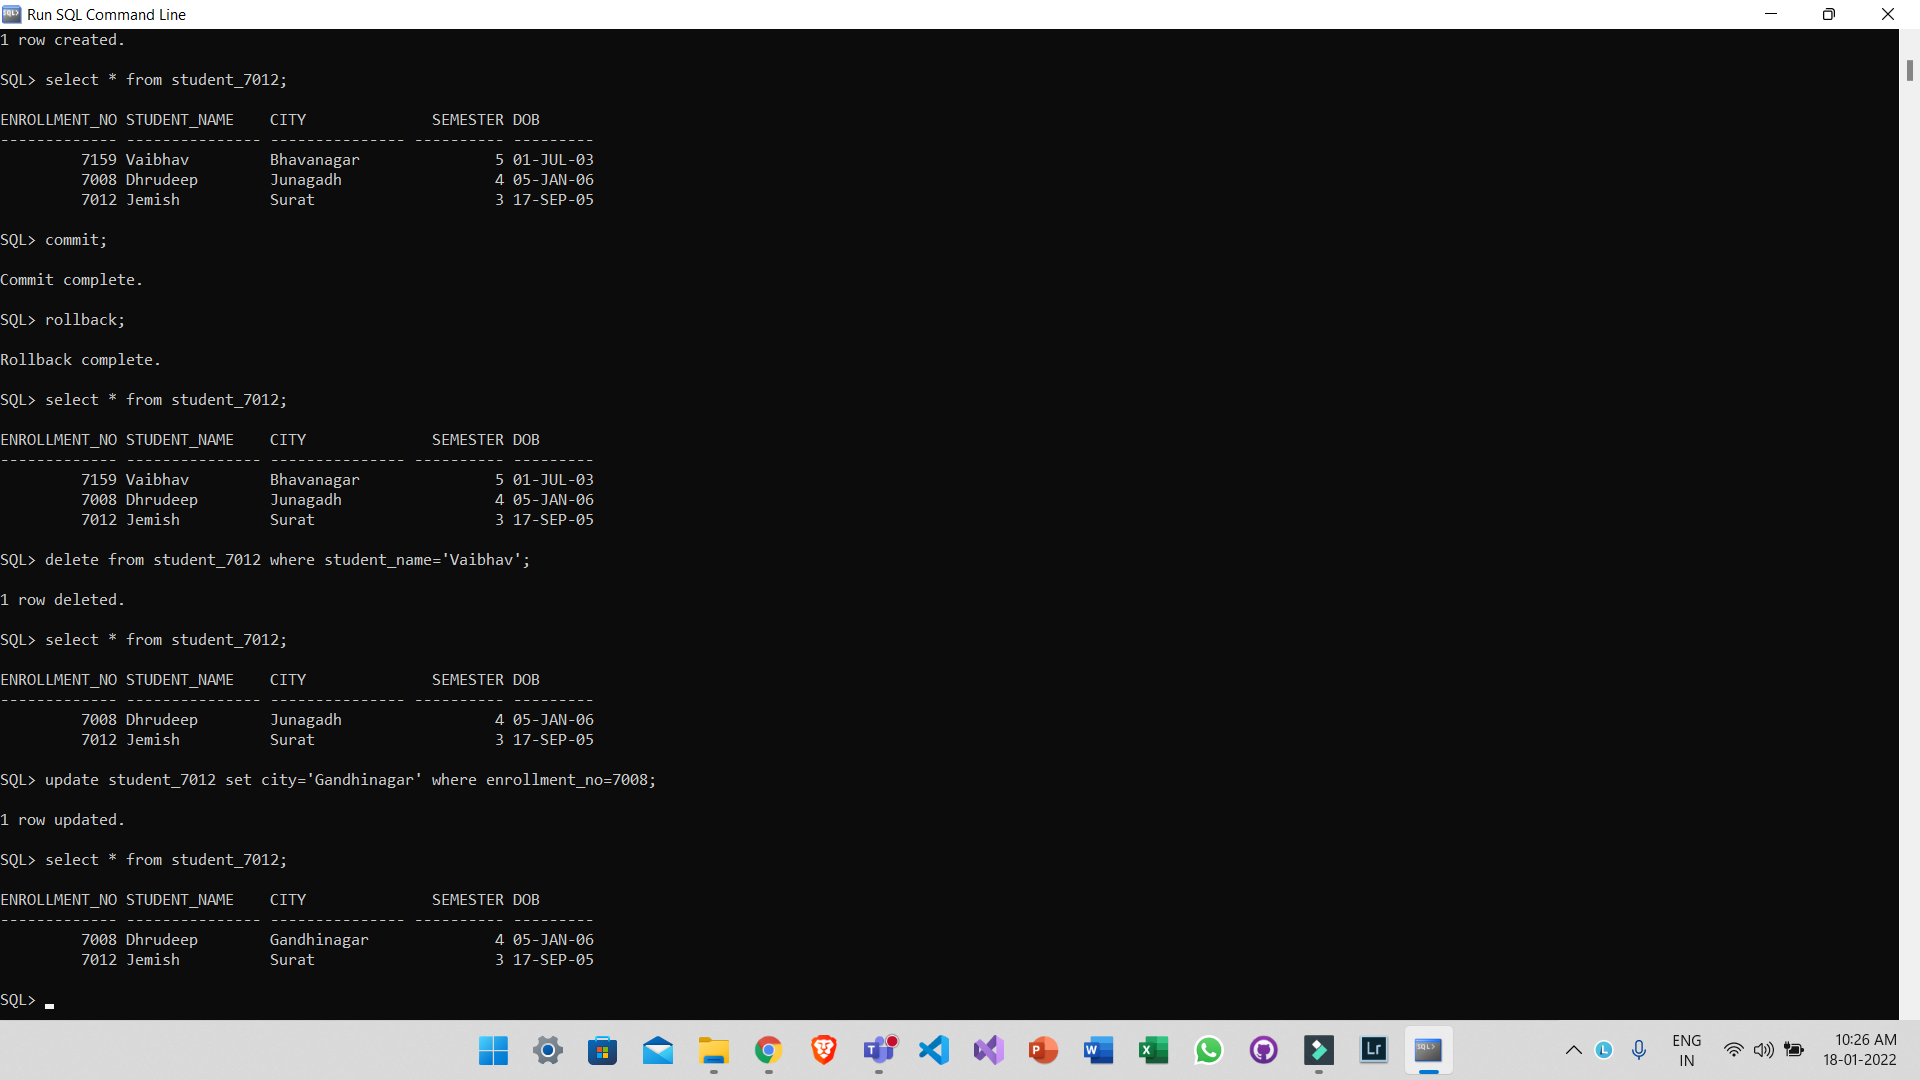 Run SQL Command Line
1 row created.
SQL> select * from student_7012;
ENROLLMENT_NO STUDENT_NAME    CITY              SEMESTER DOB
------------- --------------- --------------- ---------- ---------
         7159 Vaibhav         Bhavanagar               5 01-JUL-03
         7008 Dhrudeep        Junagadh                 4 05-JAN-06
         7012 Jemish          Surat                    3 17-SEP-05
SQL> commit;
Commit complete.
SQL> rollback;
Rollback complete.
SQL> select * from student_7012;
ENROLLMENT_NO STUDENT_NAME    CITY              SEMESTER DOB
------------- --------------- --------------- ---------- ---------
         7159 Vaibhav         Bhavanagar               5 01-JUL-03
         7008 Dhrudeep        Junagadh                 4 05-JAN-06
         7012 Jemish          Surat                    3 17-SEP-05
SQL> delete from student_7012 where student_name='Vaibhav';
1 row deleted.
SQL> select * from student_7012;
ENROLLMENT_NO STUDENT_NAME    CITY              SEMESTER DOB
------------- --------------- --------------- ---------- ---------
         7008 Dhrudeep        Junagadh                 4 05-JAN-06
         7012 Jemish          Surat                    3 17-SEP-05
SQL> update student_7012 set city='Gandhinagar' where enrollment_no=7008;
1 row updated.
SQL> select * from student_7012;
ENROLLMENT_NO STUDENT_NAME    CITY              SEMESTER DOB
------------- --------------- --------------- ---------- ---------
         7008 Dhrudeep        Gandhinagar              4 05-JAN-06
         7012 Jemish          Surat                    3 17-SEP-05
SQL>
T P W X Lr SQL> L
ENG 10:26 AM
IN 18-01-2022